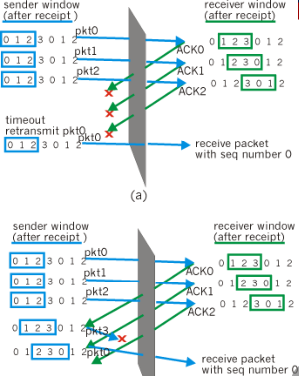 sender window
(after receipt )
receiver window
(after receipt)
0 1 2 3 0 1 2
pkt0
ACK0
0 1 2 3 0 1 2
0 1 2 3 0 1 2
pkt1
ACK1
0 1 2 3 0 1 2
0 1 2 3 0 1 2
pkt2
ACK2
0 1 2 3 0 1 2
timeout
retransmit pkt0
0 1 2 3 0 1 2
pkt0
receive packet
with seq number 0
(a)
sender window
(after receipt )
receiver window
(after receipt)
0 1 2 3 0 1 2
pkt0
ACK0
0 1 2 3 0 1 2
0 1 2 3 0 1 2
pkt1
ACK1
0 1 2 3 0 1 2
0 1 2 3 0 1 2
pkt2
ACK2
0 1 2 3 0 1 2
0 1 2 3 0 1 2
pkt3
0 1 2 3 0 1 2
pkt0
receive packet
with seq number 0